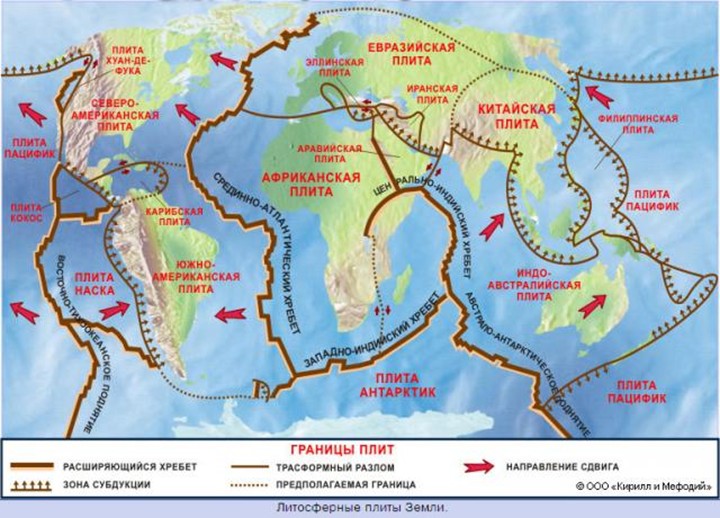 ПЛИТА
ХУАН-ДЕ-
ФУКА
СЕВЕРО-
АМЕРИКАНСКАЯ
ПЛИТА
ПЛИТА
ПАЦИФИК
ПЛИТА
КОКОС
КАРИБСКАЯ
ПЛИТА
ПЛИТА
НАСКА
ЮЖНО-
АМЕРИКАНСКАЯ
ПЛИТА
ВОСТОЧНО-ТИХООКЕАНСКОЕ ПОДНЯТИЕ
СРЕДИННО-АТЛАНТИЧЕСКИЙ ХРЕБЕТ
ЕВРАЗИЙСКАЯ
ПЛИТА
ЭЛЛИНСКАЯ
ПЛИТА
ИРАНСКАЯ
ПЛИТА
КИТАЙСКАЯ
ПЛИТА
ФИЛИППИНСКАЯ
ПЛИТА
АРАВИЙСКАЯ
ПЛИТА
АФРИКАНСКАЯ
ПЛИТА
ЦЕНТРАЛЬНО-ИНДИЙСКИЙ ХРЕБЕТ
ПЛИТА
ПАЦИФИК
ИНДО-
АВСТРАЛИЙСКАЯ
ПЛИТА
ЗАПАДНО-ИНДИЙСКИЙ ХРЕБЕТ
АВСТРАЛО-АНТАРКТИЧЕСКОЕ ПОДНЯТИЕ
ПЛИТА
АНТАРКТИК
ПЛИТА
ПАЦИФИК
ГРАНИЦЫ ПЛИТ
РАСШИРЯЮЩИЙСЯ ХРЕБЕТ
ТРАСФОРМНЫЙ РАЗЛОМ
НАПРАВЛЕНИЕ СДВИГА
ЗОНА СУБДУКЦИИ
ПРЕДПОЛАГАЕМАЯ ГРАНИЦА
© ООО «Кирилл и Мефодий»
Литосферные плиты Земли.